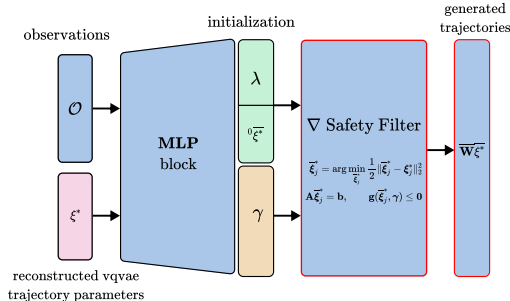 observations
initialization
generated
trajectories
𝒪
MLP
block
λ
⁰ξ̅*
∇ Safety Filter
ξ̅*ⱼ = arg min_ξ̅ⱼ 1/2 ‖ξ̅*ⱼ − ξ*ⱼ‖²₂
Aξ̅*ⱼ = b, g(ξ̅*ⱼ, γ) ≤ 0
W̅ξ̅*
ξ*
γ
reconstructed vqvae
trajectory parameters